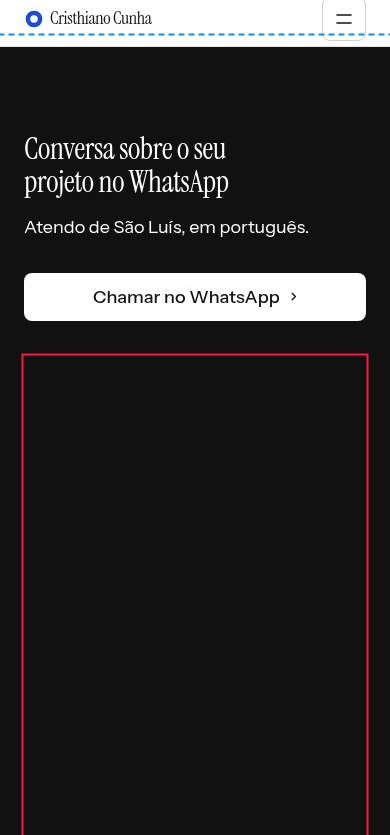 Cristhiano Cunha
Conversa sobre o seu
projeto no WhatsApp
Atendo de São Luís, em português.
Chamar no WhatsApp